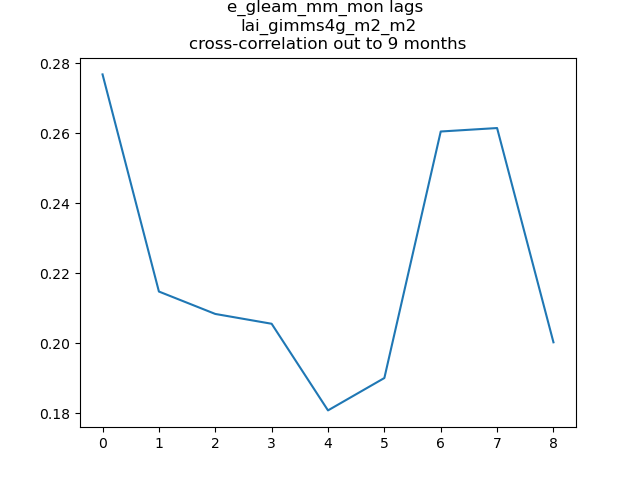 e_gleam_mm_mon lags
lai_gimms4g_m2_m2
cross-correlation out to 9 months
0.28
0.26
0.24
0.22
0.20
0.18
0 1 2 3 4 5 6 7 8